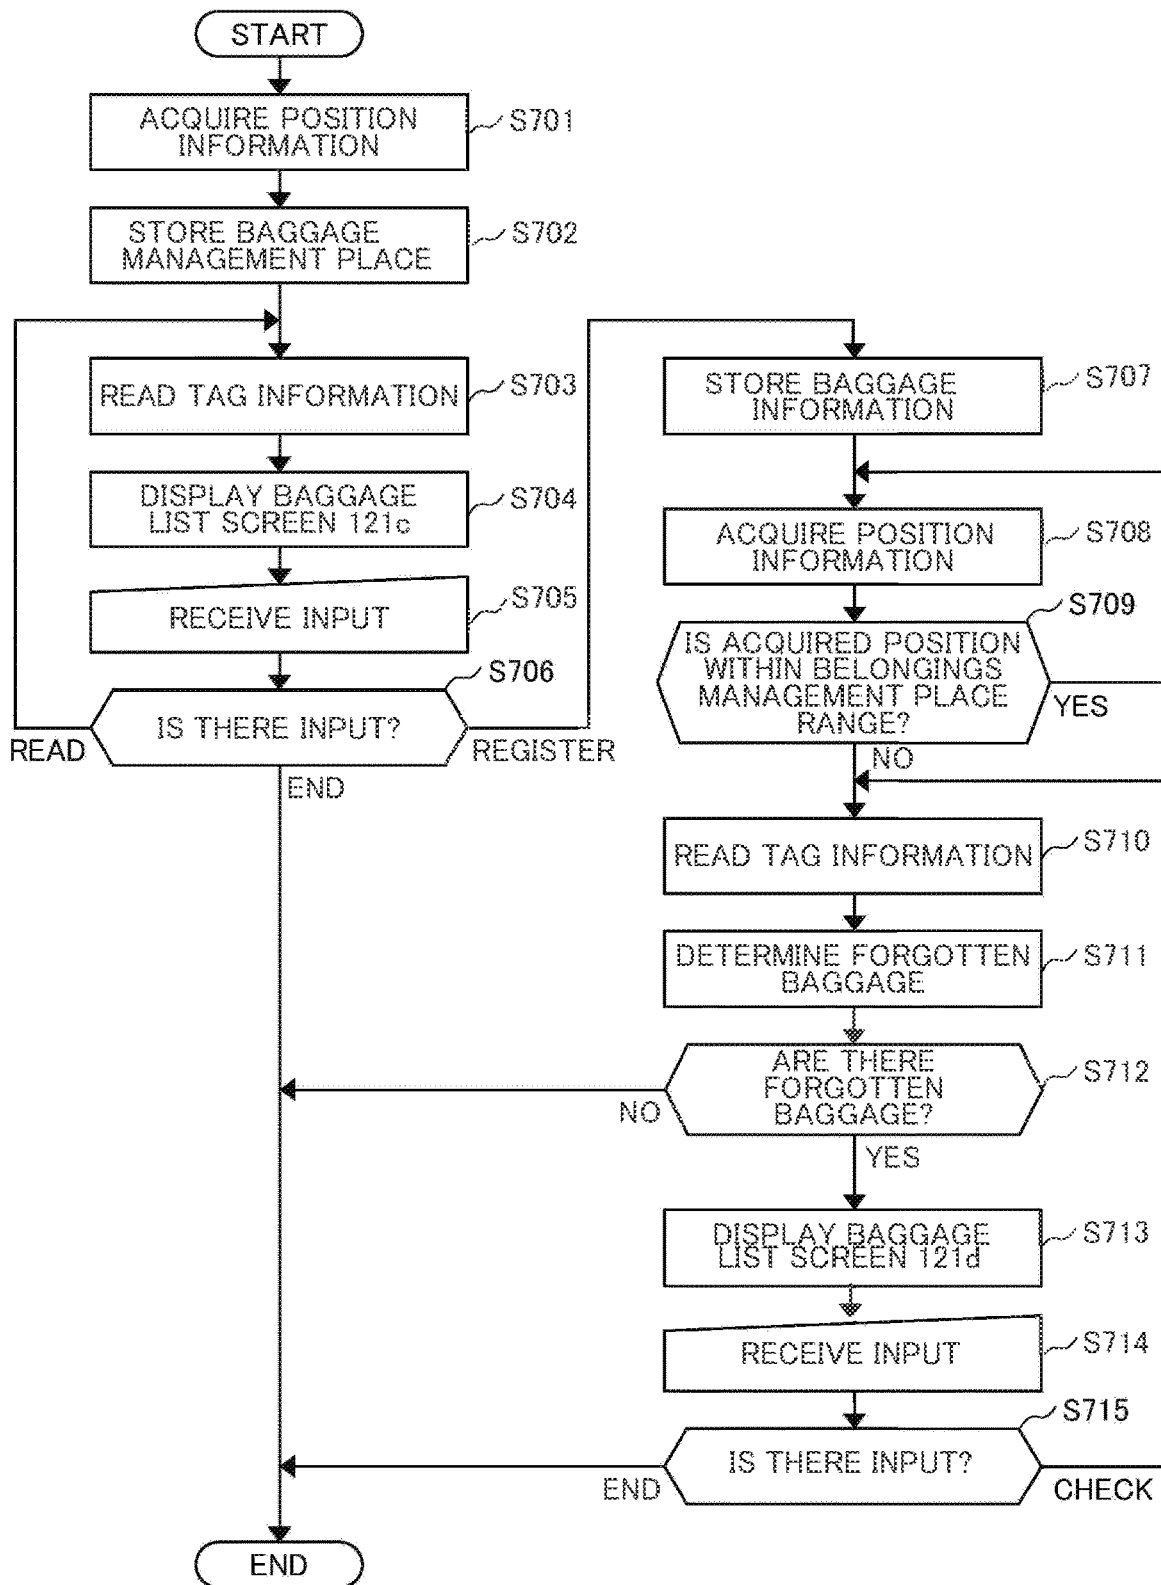 START
ACQUIRE POSITION
INFORMATION
S701
STORE BAGGAGE
MANAGEMENT PLACE
S702
READ TAG INFORMATION
S703
DISPLAY BAGGAGE
LIST SCREEN 121c
S704
RECEIVE INPUT
S705
S706
IS THERE INPUT?
READ
REGISTER
END
STORE BAGGAGE
INFORMATION
S707
ACQUIRE POSITION
INFORMATION
S708
S709
IS ACQUIRED POSITION
WITHIN BELONGINGS
MANAGEMENT PLACE
RANGE?
YES
NO
READ TAG INFORMATION
S710
DETERMINE FORGOTTEN
BAGGAGE
S711
ARE THERE
FORGOTTEN
BAGGAGE?
S712
NO
YES
DISPLAY BAGGAGE
LIST SCREEN 121d
S713
RECEIVE INPUT
S714
S715
IS THERE INPUT?
END
CHECK
END